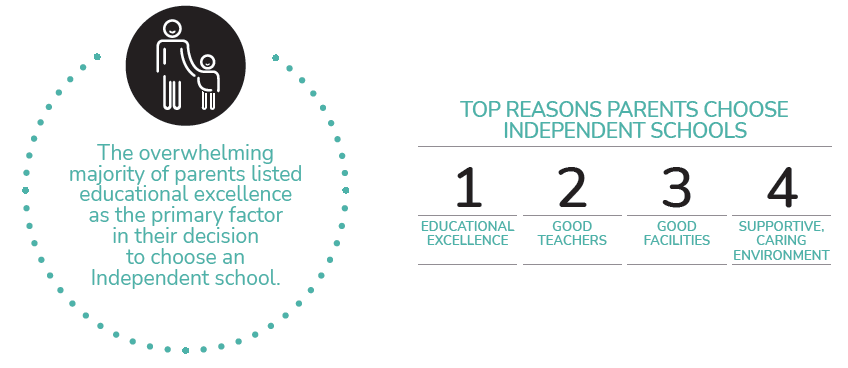 The overwhelming
majority of parents listed
educational excellence
as the primary factor
in their decision
to choose an
Independent school.
TOP REASONS PARENTS CHOOSE
INDEPENDENT SCHOOLS
1
EDUCATIONAL
EXCELLENCE
2
GOOD
TEACHERS
3
GOOD
FACILITIES
4
SUPPORTIVE,
CARING
ENVIRONMENT